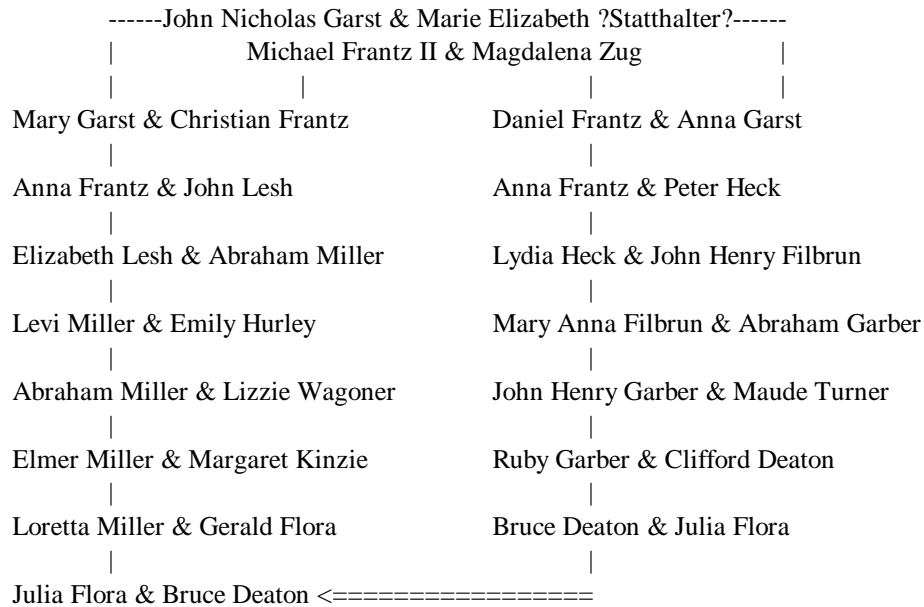 ------John Nicholas Garst & Marie Elizabeth ?Statthalter?------
| Michael Frantz II & Magdalena Zug |
| | | |
Mary Garst & Christian Frantz Daniel Frantz & Anna Garst
| |
Anna Frantz & John Lesh Anna Frantz & Peter Heck
| |
Elizabeth Lesh & Abraham Miller Lydia Heck & John Henry Filbrun
| |
Levi Miller & Emily Hurley Mary Anna Filbrun & Abraham Garber
| |
Abraham Miller & Lizzie Wagoner John Henry Garber & Maude Turner
| |
Elmer Miller & Margaret Kinzie Ruby Garber & Clifford Deaton
| |
Loretta Miller & Gerald Flora Bruce Deaton & Julia Flora
| |
Julia Flora & Bruce Deaton <==================